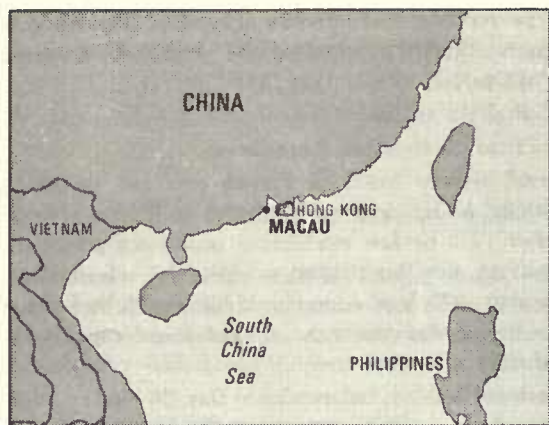 CHINA
HONG KONG
MACAU
VIETNAM
South
China
Sea
PHILIPPINES